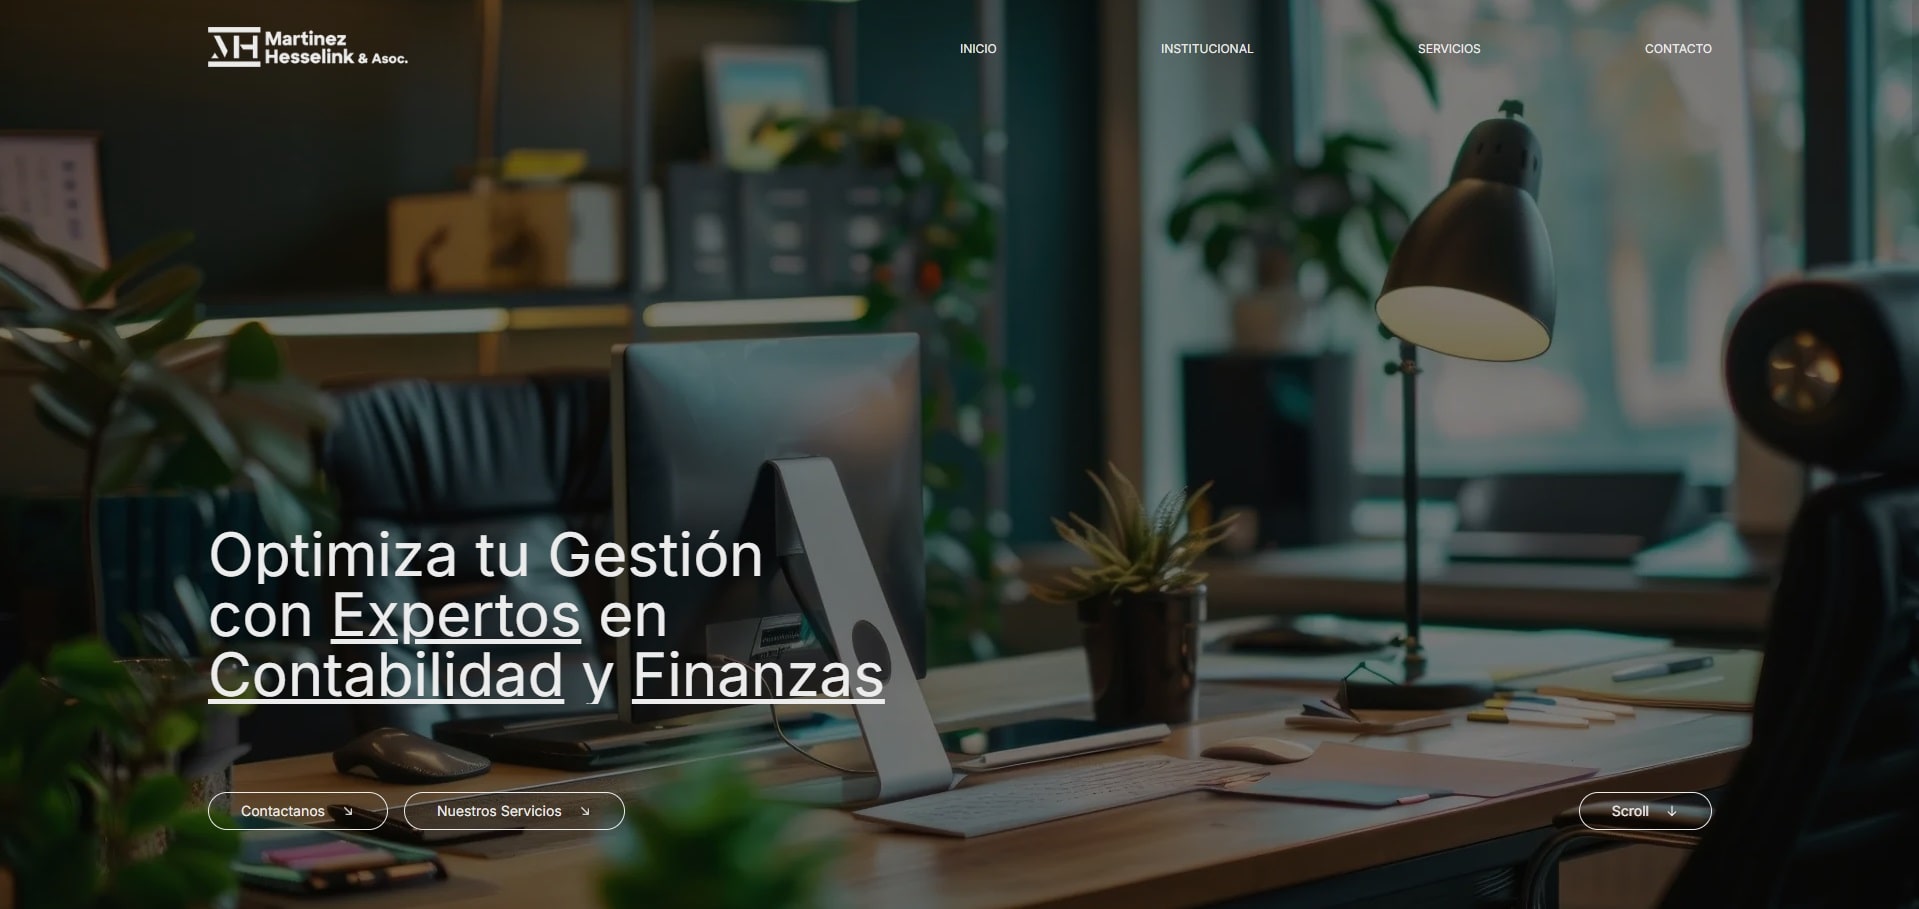 Martinez
Hesselink & Asoc.
INICIO
INSTITUCIONAL
SERVICIOS
CONTACTO
Optimiza tu Gestión
con Expertos en
Contabilidad y Finanzas
Contactanos
Nuestros Servicios
Scroll